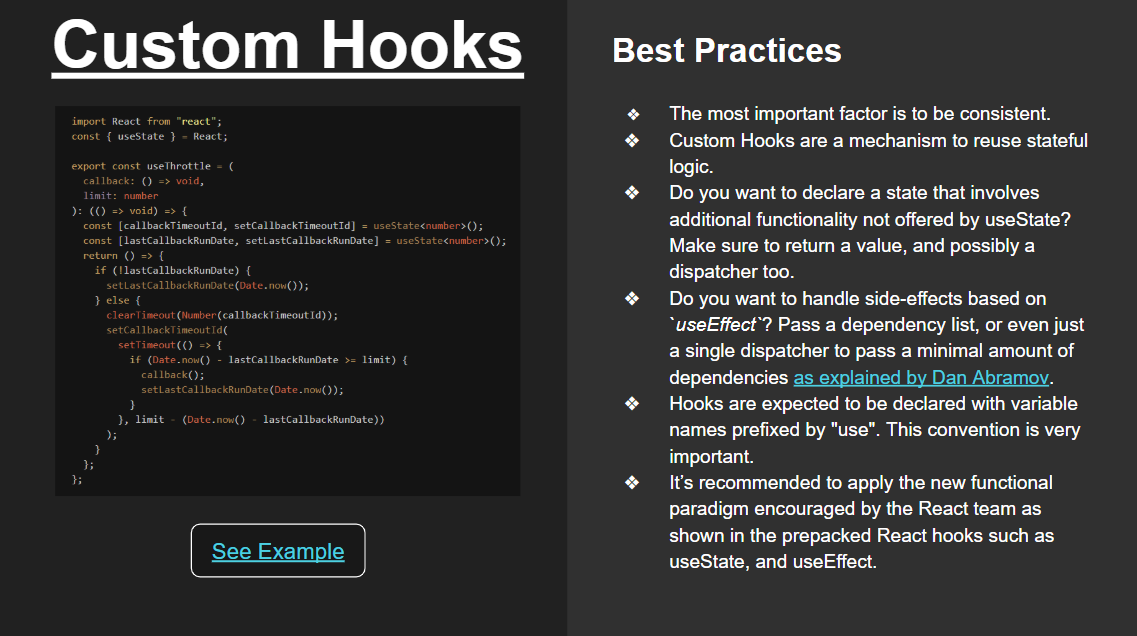 Custom Hooks
import React from "react";
const { useState } = React;
export const useThrottle = (
callback: () => void,
limit: number
): (() => void) => {
const [callbackTimeoutId, setCallbackTimeoutId] = useState<number>();
const [lastCallbackRunDate, setLastCallbackRunDate] = useState<number>();
return () => {
if (!lastCallbackRunDate) {
setLastCallbackRunDate(Date.now());
} else {
clearTimeout(Number(callbackTimeoutId));
setCallbackTimeoutId(
setTimeout(() => {
if (Date.now() - lastCallbackRunDate >= limit) {
callback();
setLastCallbackRunDate(Date.now());
}
}, limit - (Date.now() - lastCallbackRunDate))
);
}
};
};
See Example
Best Practices
❖ The most important factor is to be consistent.
❖ Custom Hooks are a mechanism to reuse stateful
logic.
❖ Do you want to declare a state that involves
additional functionality not offered by useState?
Make sure to return a value, and possibly a
dispatcher too.
❖ Do you want to handle side-effects based on
`useEffect`? Pass a dependency list, or even just
a single dispatcher to pass a minimal amount of
dependencies as explained by Dan Abramov.
❖ Hooks are expected to be declared with variable
names prefixed by "use". This convention is very
important.
❖ It’s recommended to apply the new functional
paradigm encouraged by the React team as
shown in the prepacked React hooks such as
useState, and useEffect.